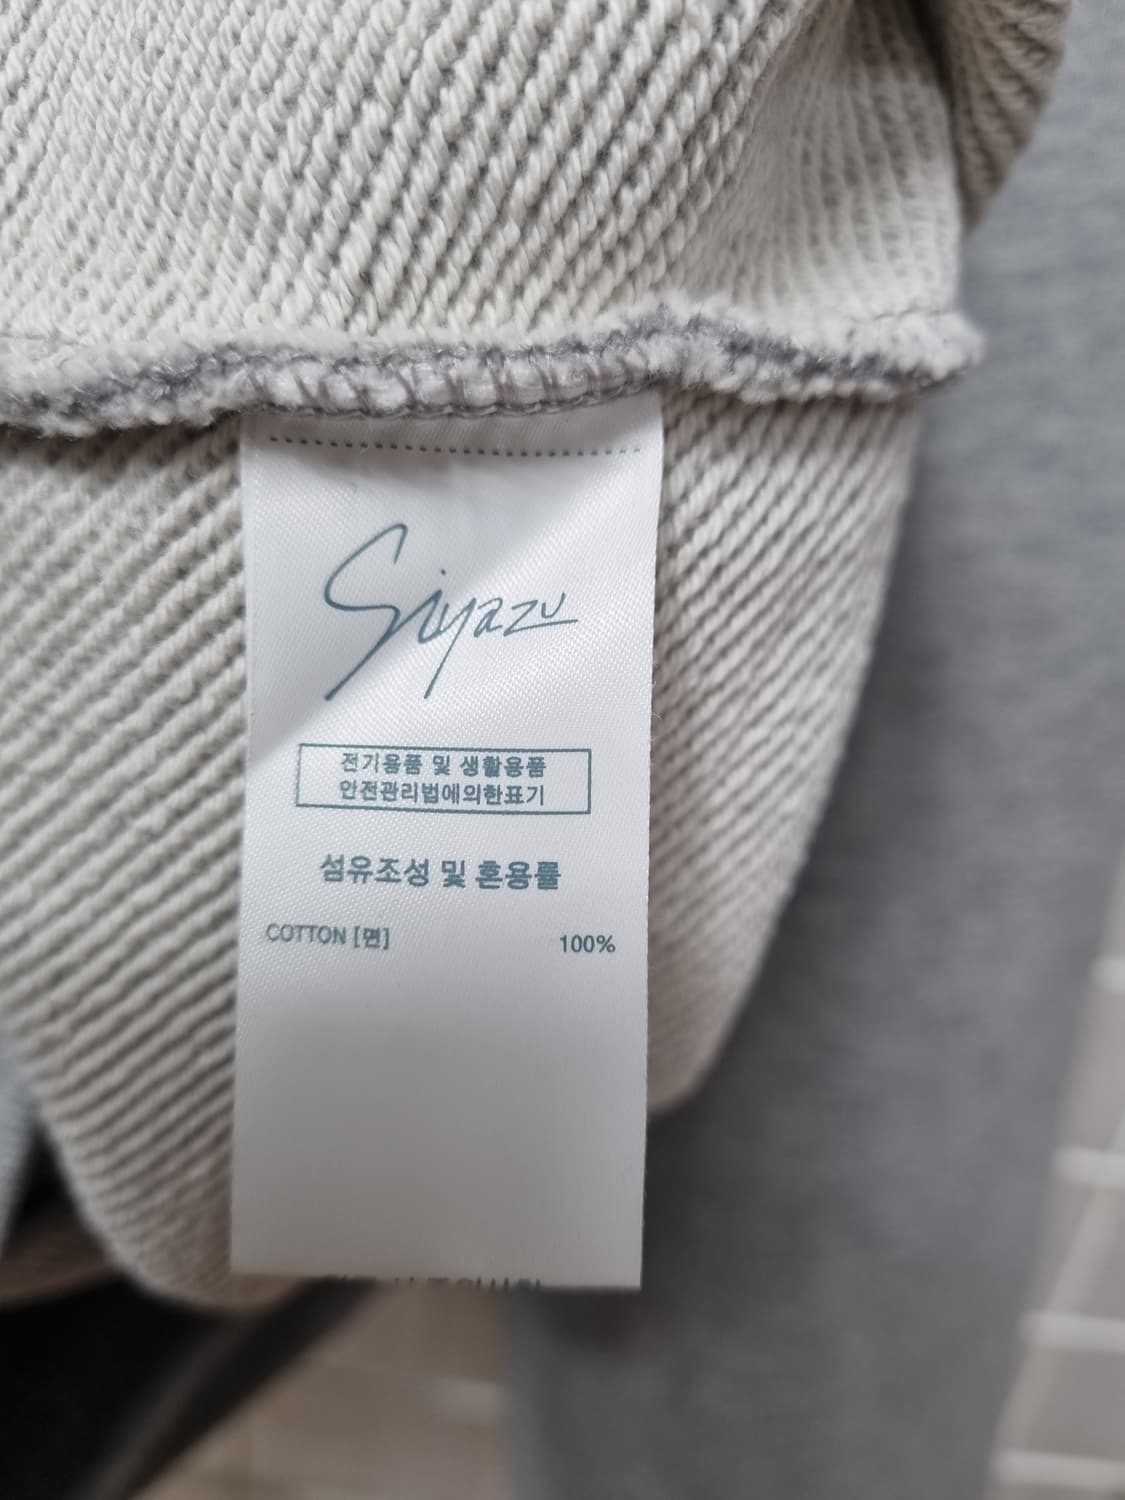 Siyazu
전기용품 및 생활용품
안전관리법에의한표기
섬유조성 및 혼용률
COTTON [면] 100%